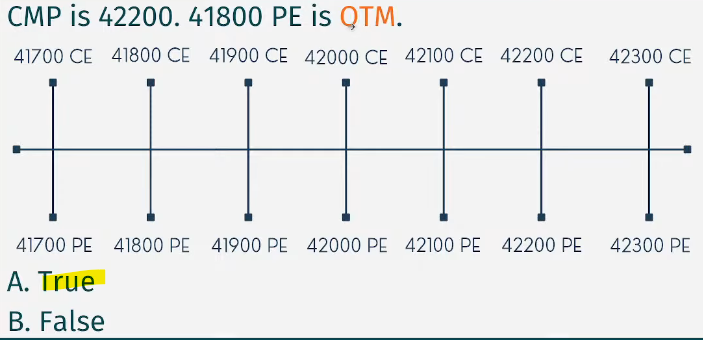 CMP is 42200. 41800 PE is OTM.
41700 CE 41800 CE 41900 CE 42000 CE 42100 CE 42200 CE 42300 CE
41700 PE 41800 PE 41900 PE 42000 PE 42100 PE 42200 PE 42300 PE
A. True
B. False